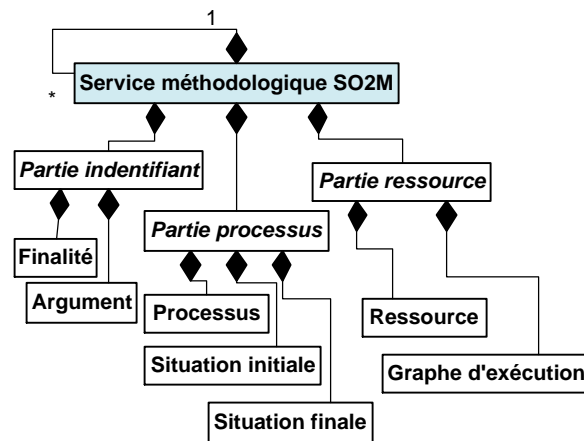 1
Service méthodologique SO2M
*
Partie indentifiant
Partie ressource
Partie processus
Finalité
Argument
Processus
Ressource
Situation initiale
Graphe d'exécution
Situation finale